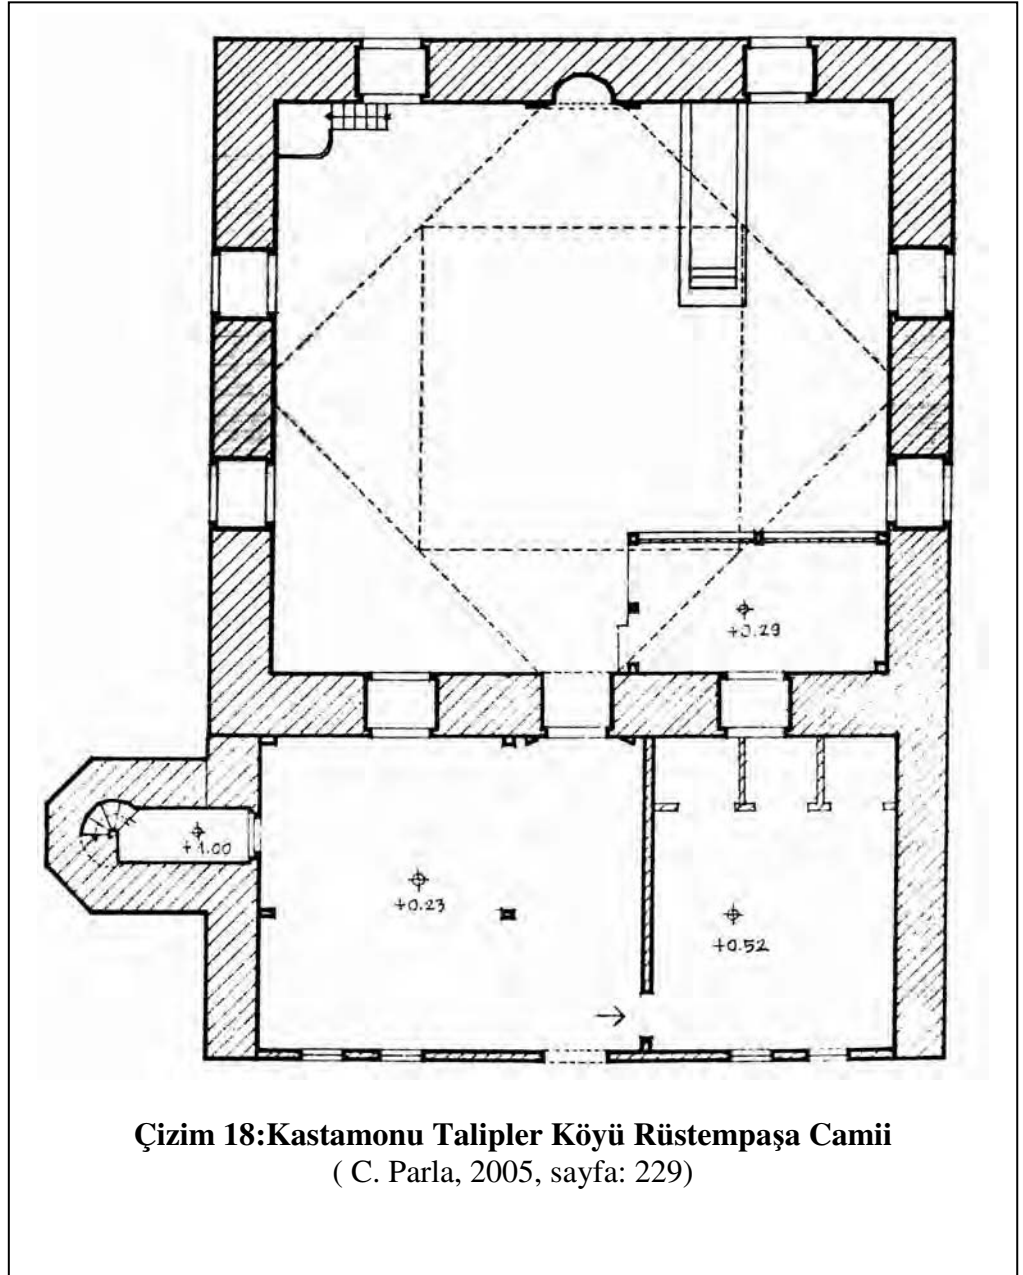 +0.29
+1.00
+0.23
+0.52
Çizim 18:Kastamonu Talipler Köyü Rüstempaşa Camii
( C. Parla, 2005, sayfa: 229)